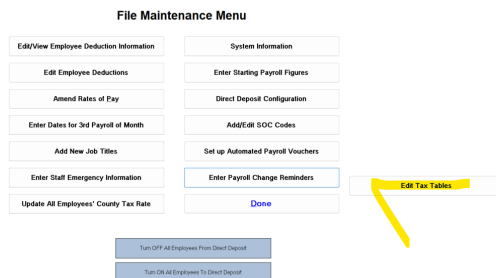 File Maintenance Menu
Edit/View Employee Deduction Information
System Information
Edit Employee Deductions
Enter Starting Payroll Figures
Amend Rates of Pay
Direct Deposit Configuration
Enter Dates for 3rd Payroll of Month
Add/Edit SOC Codes
Add New Job Titles
Set up Automated Payroll Vouchers
Enter Staff Emergency Information
Enter Payroll Change Reminders
Edit Tax Tables
Update All Employees' County Tax Rate
Done
Turn OFF All Employees From Direct Deposit
Turn ON All Employees To Direct Deposit